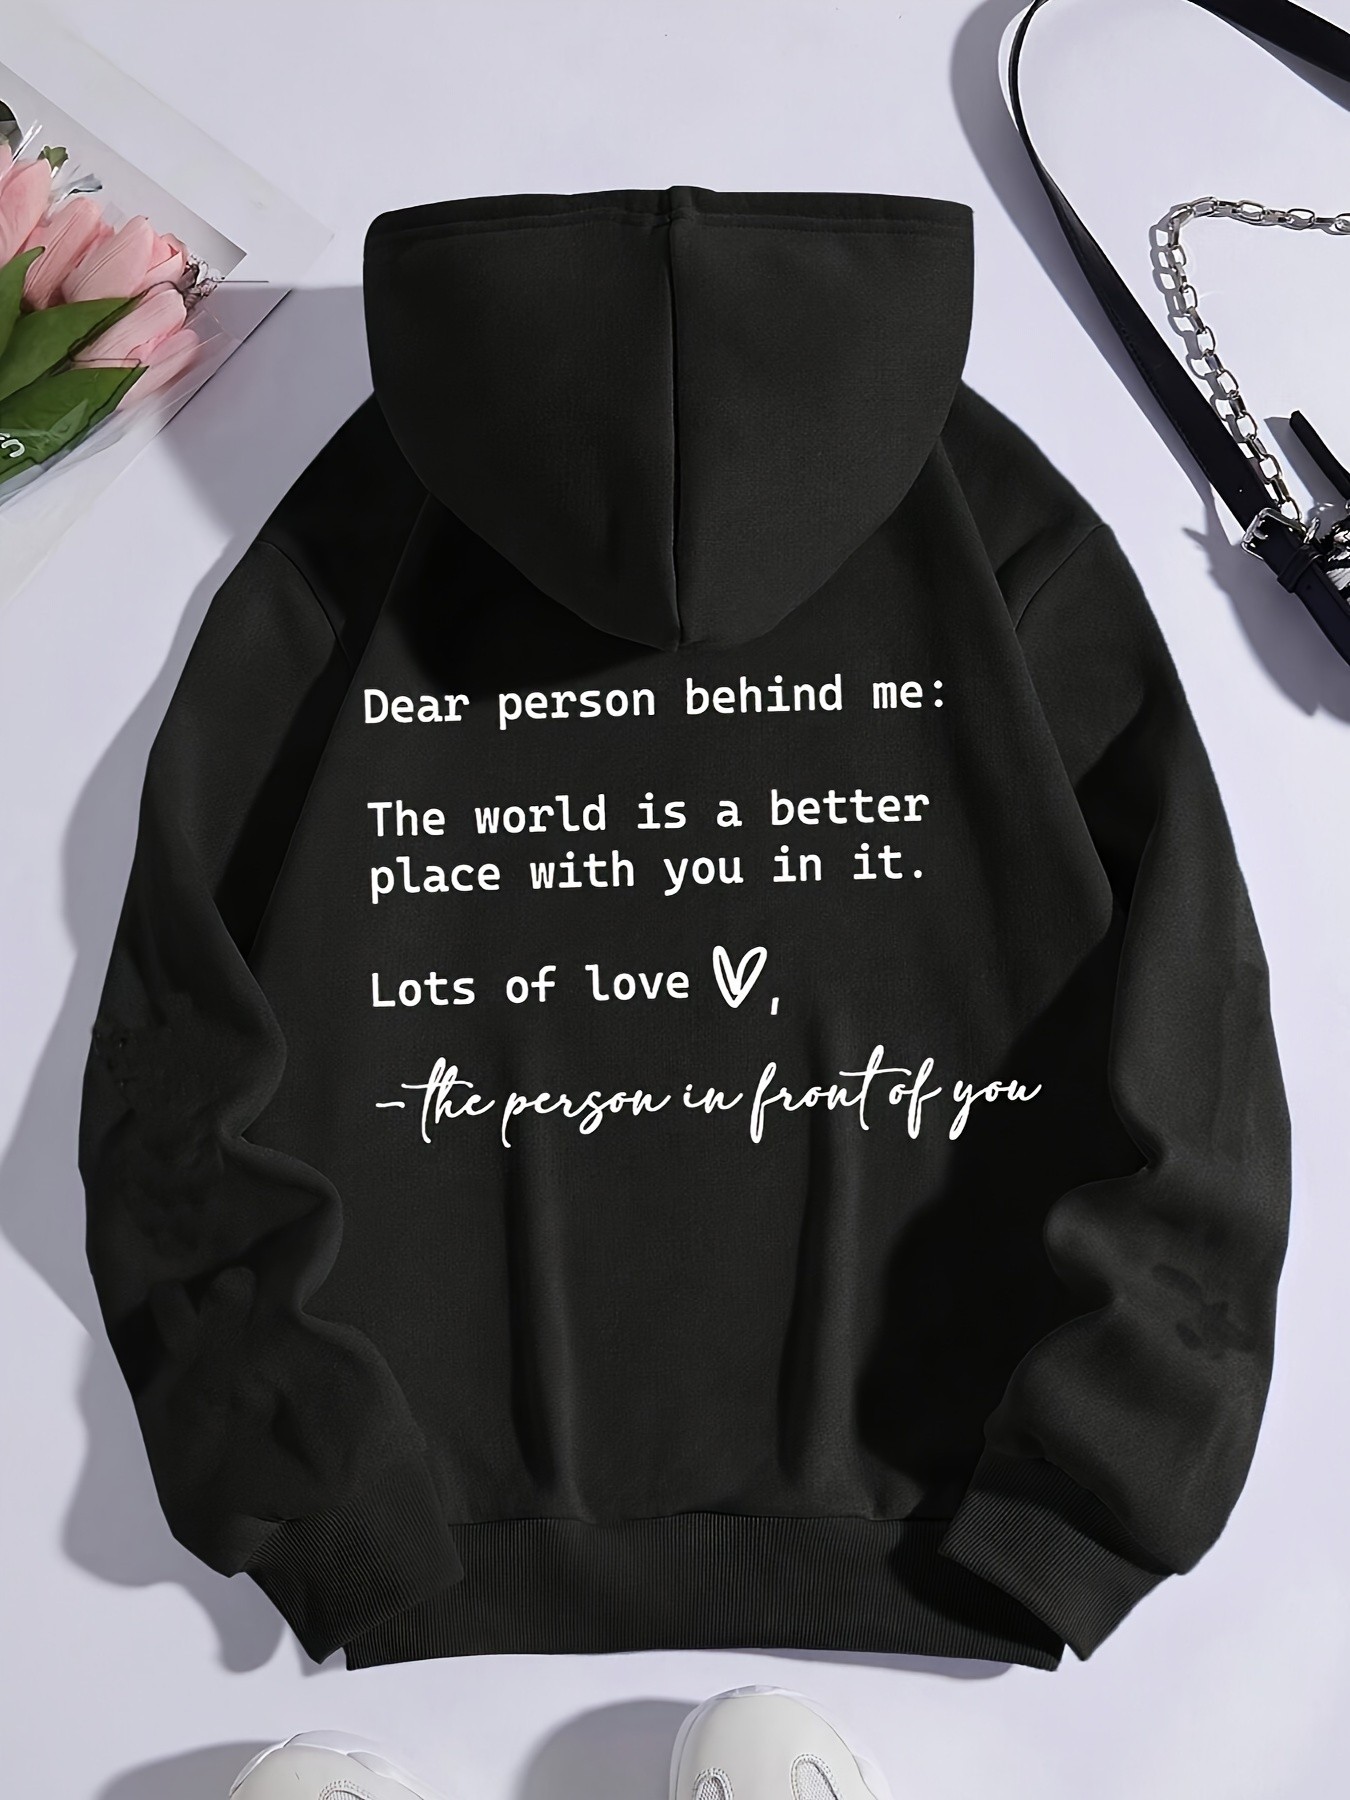 Dear person behind me:
The world is a better
place with you in it.
Lots of love ♡,
–the person in front of you